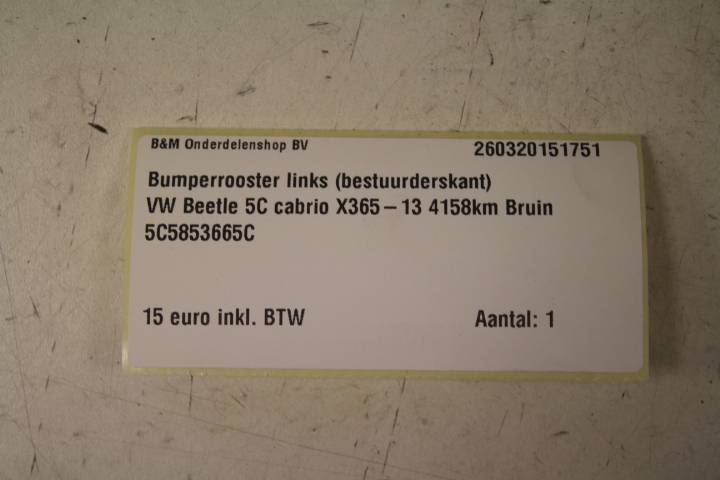 B&M Onderdelenshop BV 260320151751
Bumperrooster links (bestuurderskant)
VW Beetle 5C cabrio X365-13 4158km Bruin
5C5853665C
15 euro inkl. BTW Aantal: 1